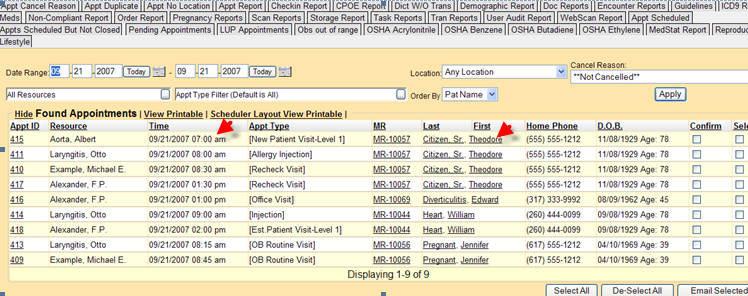 Appt Cancel Reason Appt Duplicate Appt No Location Appt Report Checkin Report CPOE Report Dict W/O Trans Demographic Report Doc Reports Encounter Reports Guidelines ICD9 R
Meds Non-Compliant Report Order Report Pregnancy Reports Scan Reports Storage Report Task Reports Tran Reports User Audit Report WebScan Report Appt Scheduled
Appts Scheduled But Not Closed Pending Appointments LUP Appointments Obs out of range OSHA Acrylonitrile OSHA Benzene OSHA Butadiene OSHA Ethylene MedStat Report Reproduc
Lifestyle
Date Range: 09 - 21 - 2007 Today - 09 - 21 - 2007 Today Location: Any Location Cancel Reason:
**Not Cancelled**
All Resources Appt Type Filter (Default is All) Order By Pat Name Apply
Hide Found Appointments | View Printable | Scheduler Layout View Printable |
Appt ID Resource Time Appt Type MR Last First Home Phone D.O.B. Confirm Sele
415 Aorta, Albert 09/21/2007 07:00 am [New Patient Visit-Level 1] MR-10057 Citizen, Sr., Theodore (555) 555-1212 11/08/1929 Age: 78
411 Laryngitis, Otto 09/21/2007 08:00 am [Allergy Injection] MR-10057 Citizen, Sr., Theodore (555) 555-1212 11/08/1929 Age: 78
410 Example, Michael E. 09/21/2007 08:30 am [Recheck Visit] MR-10057 Citizen, Sr., Theodore (555) 555-1212 11/08/1929 Age: 78
417 Alexander, F.P. 09/21/2007 01:30 pm [Recheck Visit] MR-10057 Citizen, Sr., Theodore (555) 555-1212 11/08/1929 Age: 78
416 Alexander, F.P. 09/21/2007 01:00 pm [Office Visit] MR-10069 Diverticulitis, Edward (317) 333-9992 08/09/1962 Age: 45
414 Laryngitis, Otto 09/21/2007 09:00 am [Injection] MR-10044 Heart, William (260) 444-0099 09/08/1929 Age: 78
418 Alexander, F.P. 09/21/2007 02:00 pm [Est.Patient Visit-Level 1] MR-10044 Heart, William (260) 444-0099 09/08/1929 Age: 78
413 Laryngitis, Otto 09/21/2007 08:15 am [OB Routine Visit] MR-10056 Pregnant, Jennifer (617) 555-1212 04/10/1969 Age: 39
409 Example, Michael E. 09/21/2007 08:45 am [OB Routine Visit] MR-10056 Pregnant, Jennifer (617) 555-1212 04/10/1969 Age: 39
Displaying 1-9 of 9
Select All De-Select All Email Selected